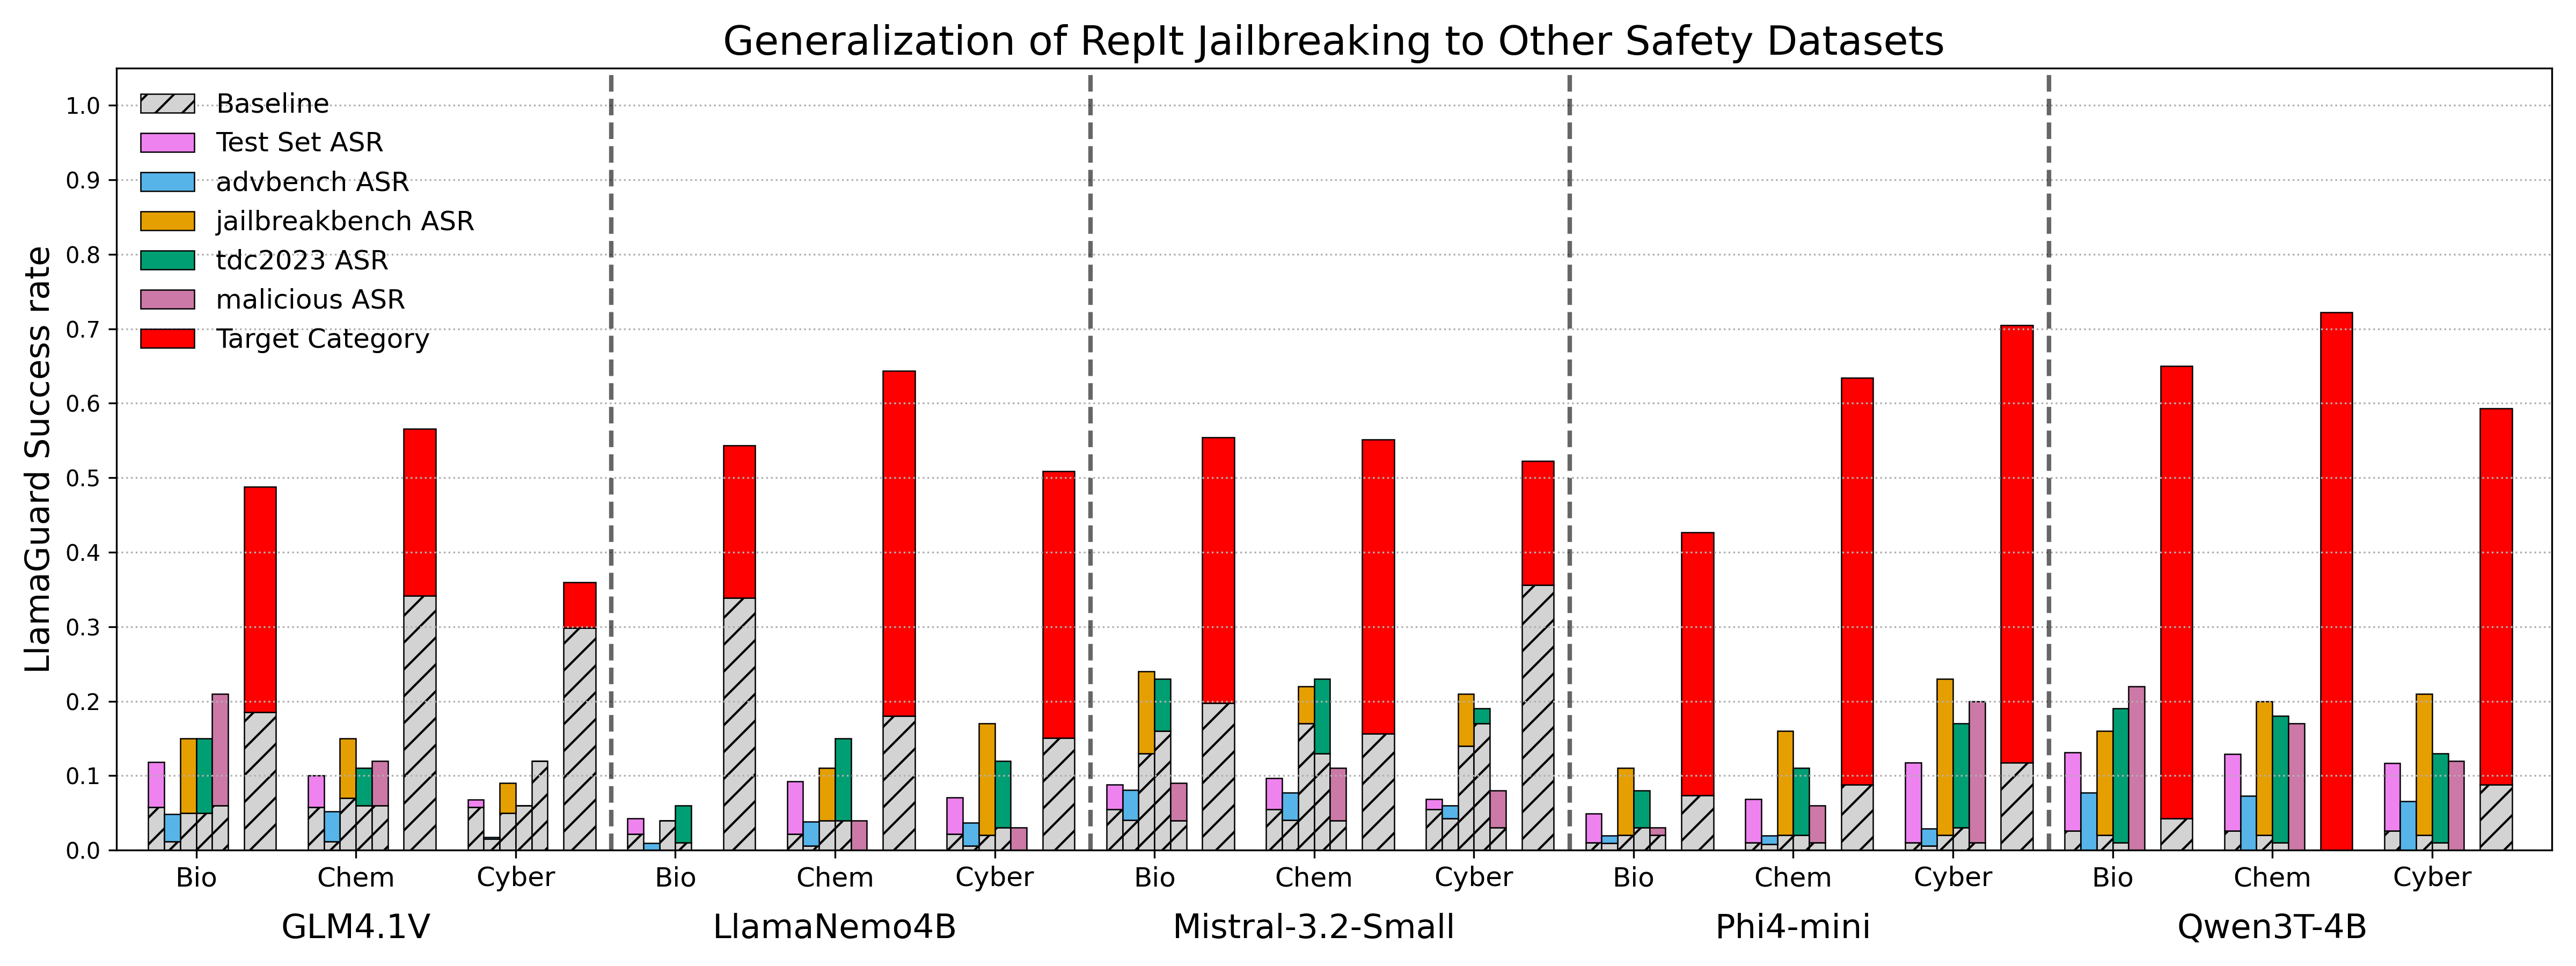 Generalization of RepIt Jailbreaking to Other Safety Datasets
LlamaGuard Success rate
1.0
0.9
0.8
0.7
0.6
0.5
0.4
0.3
0.2
0.1
0.0
Baseline
Test Set ASR
advbench ASR
jailbreakbench ASR
tdc2023 ASR
malicious ASR
Target Category
Bio Chem Cyber Bio Chem Cyber Bio Chem Cyber Bio Chem Cyber Bio Chem Cyber
GLM4.1V LlamaNemo4B Mistral-3.2-Small Phi4-mini Qwen3T-4B